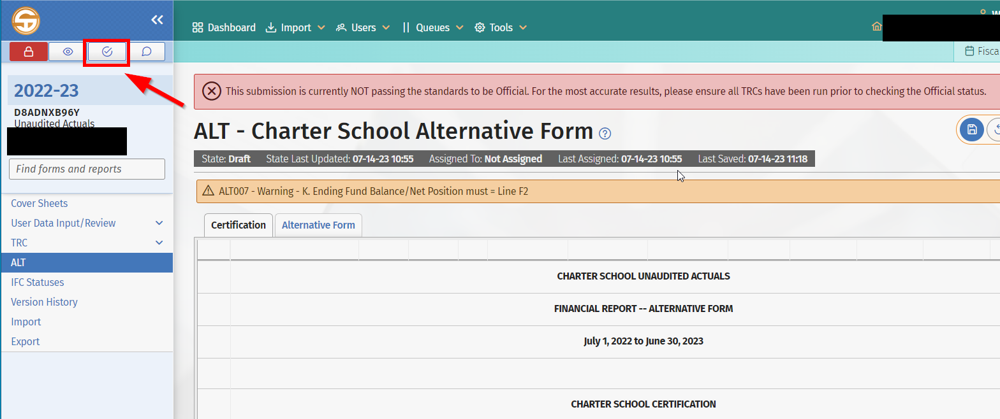 Dashboard Import Users Queues Tools
Fisca
2022-23
D8ADNXB96Y
Unaudited Actuals
Find forms and reports
Cover Sheets
User Data Input/Review
TRC
ALT
IFC Statuses
Version History
Import
Export
This submission is currently NOT passing the standards to be Official. For the most accurate results, please ensure all TRCs have been run prior to checking the Official status.
ALT - Charter School Alternative Form
State: Draft State Last Updated: 07-14-23 10:55 Assigned To: Not Assigned Last Assigned: 07-14-23 10:55 Last Saved: 07-14-23 11:18
ALT007 - Warning - K. Ending Fund Balance/Net Position must = Line F2
Certification Alternative Form
CHARTER SCHOOL UNAUDITED ACTUALS
FINANCIAL REPORT -- ALTERNATIVE FORM
July 1, 2022 to June 30, 2023
CHARTER SCHOOL CERTIFICATION